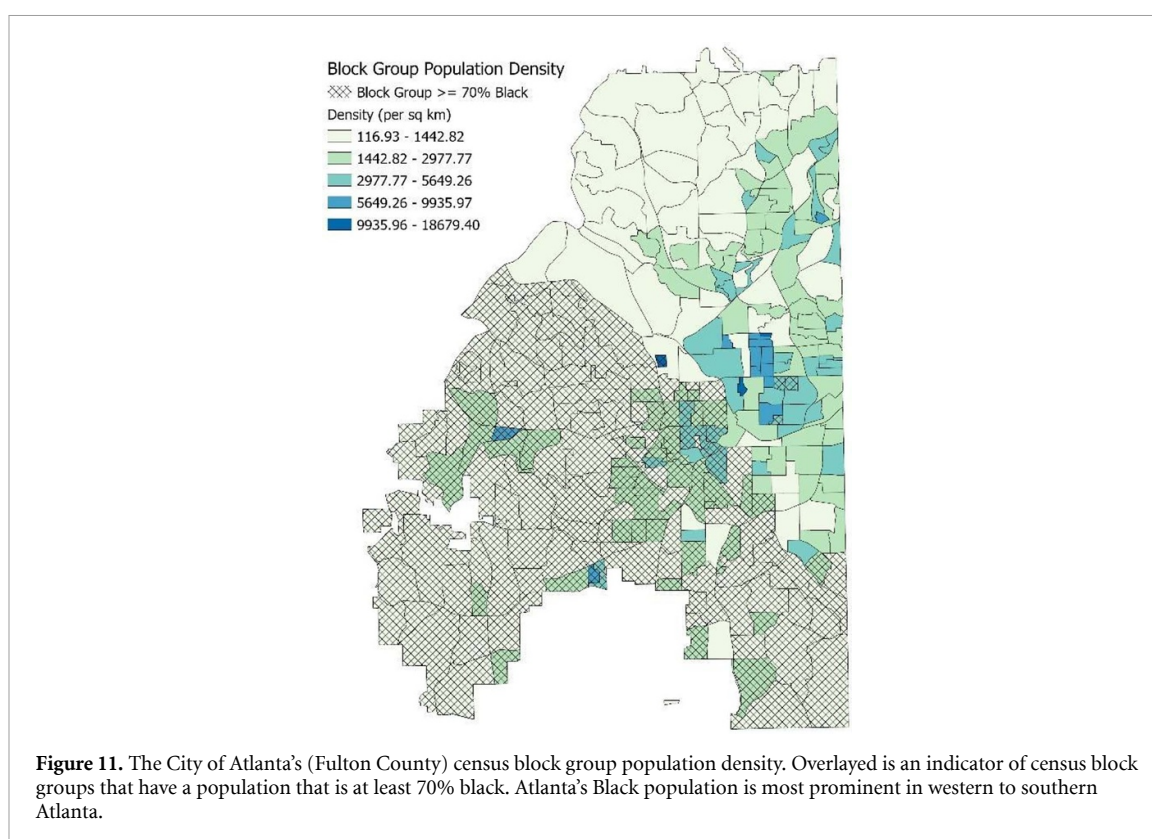 Block Group Population Density
Block Group >= 70% Black
Density (per sq km)
116.93 - 1442.82
1442.82 - 2977.77
2977.77 - 5649.26
5649.26 - 9935.97
9935.96 - 18679.40
Figure 11. The City of Atlanta's (Fulton County) census block group population density. Overlayed is an indicator of census block
groups that have a population that is at least 70% black. Atlanta's Black population is most prominent in western to southern
Atlanta.